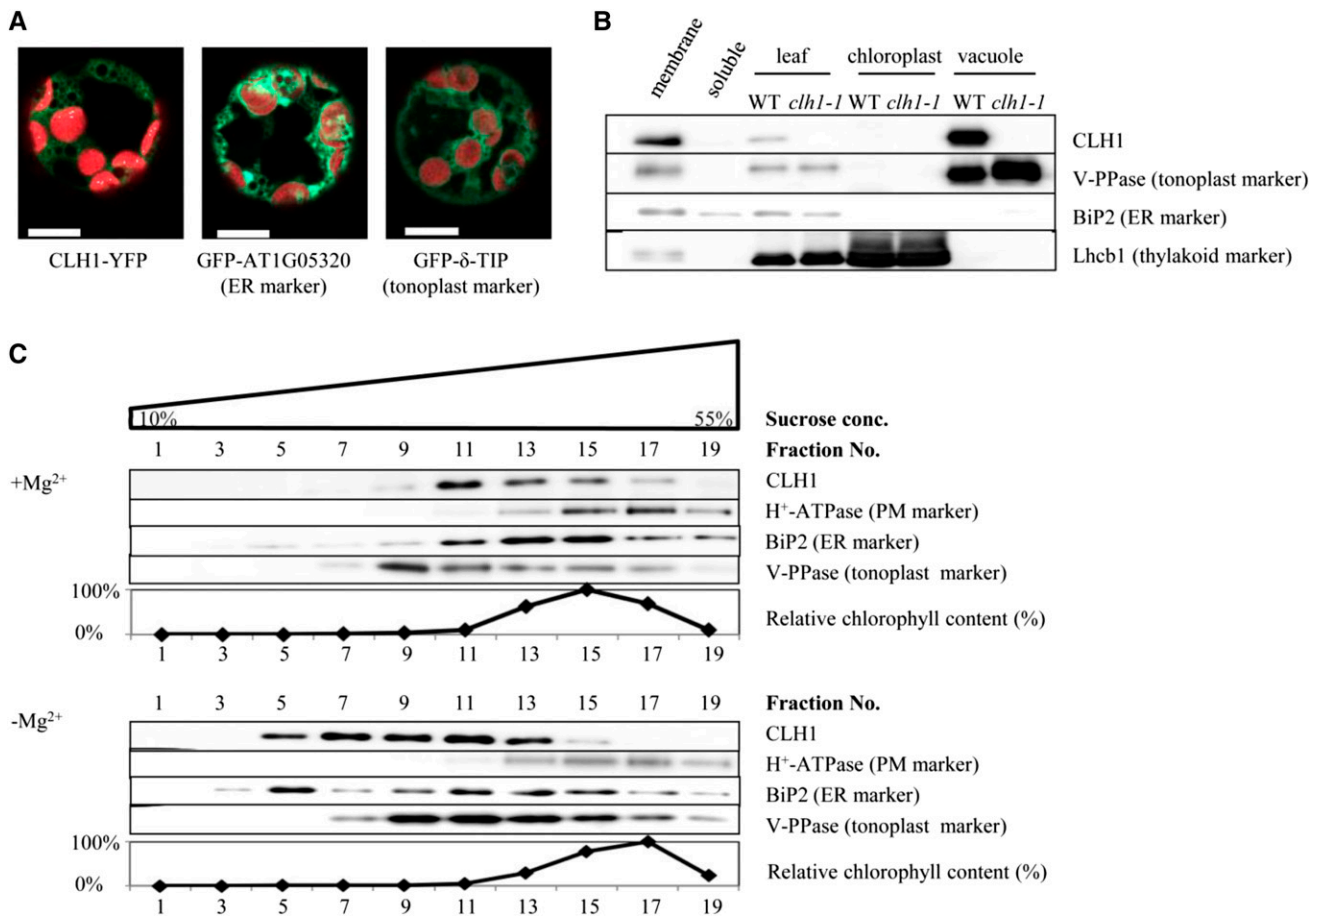 A
CLH1-YFP
GFP-AT1G05320
(ER marker)
GFP-δ-TIP
(tonoplast marker)
B
membrane
soluble
leaf chloroplast vacuole
WT clh1-1 WT clh1-1 WT clh1-1
CLH1
V-PPase (tonoplast marker)
BiP2 (ER marker)
Lhcb1 (thylakoid marker)
C
10% 55% Sucrose conc.
1 3 5 7 9 11 13 15 17 19 Fraction No.
+Mg²⁺
CLH1
H⁺-ATPase (PM marker)
BiP2 (ER marker)
V-PPase (tonoplast marker)
100%
0%
Relative chlorophyll content (%)
1 3 5 7 9 11 13 15 17 19
1 3 5 7 9 11 13 15 17 19 Fraction No.
-Mg²⁺
CLH1
H⁺-ATPase (PM marker)
BiP2 (ER marker)
V-PPase (tonoplast marker)
100%
0%
Relative chlorophyll content (%)
1 3 5 7 9 11 13 15 17 19